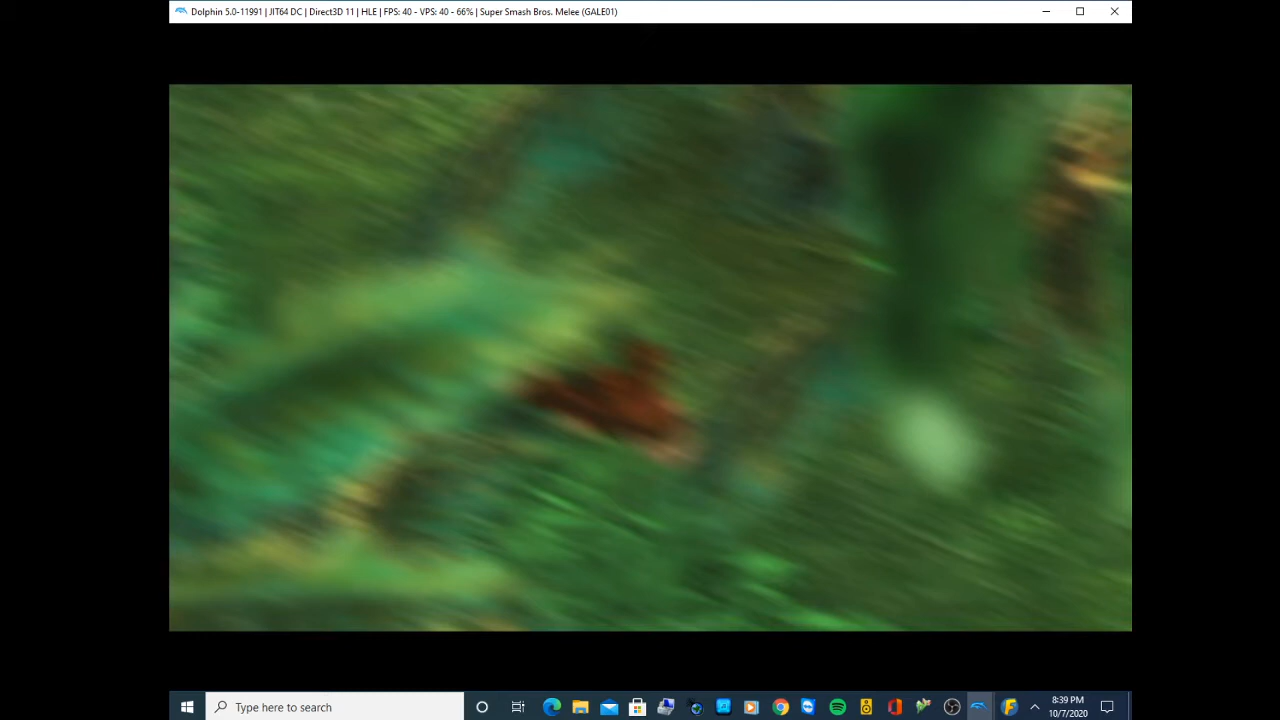 Dolphin 5.0-11991 | JIT64 DC | Direct3D 11 | HLE | FPS: 40 - VPS: 40 - 66% | Super Smash Bros. Melee (GALE01)
Type here to search
8:39 PM
10/7/2020